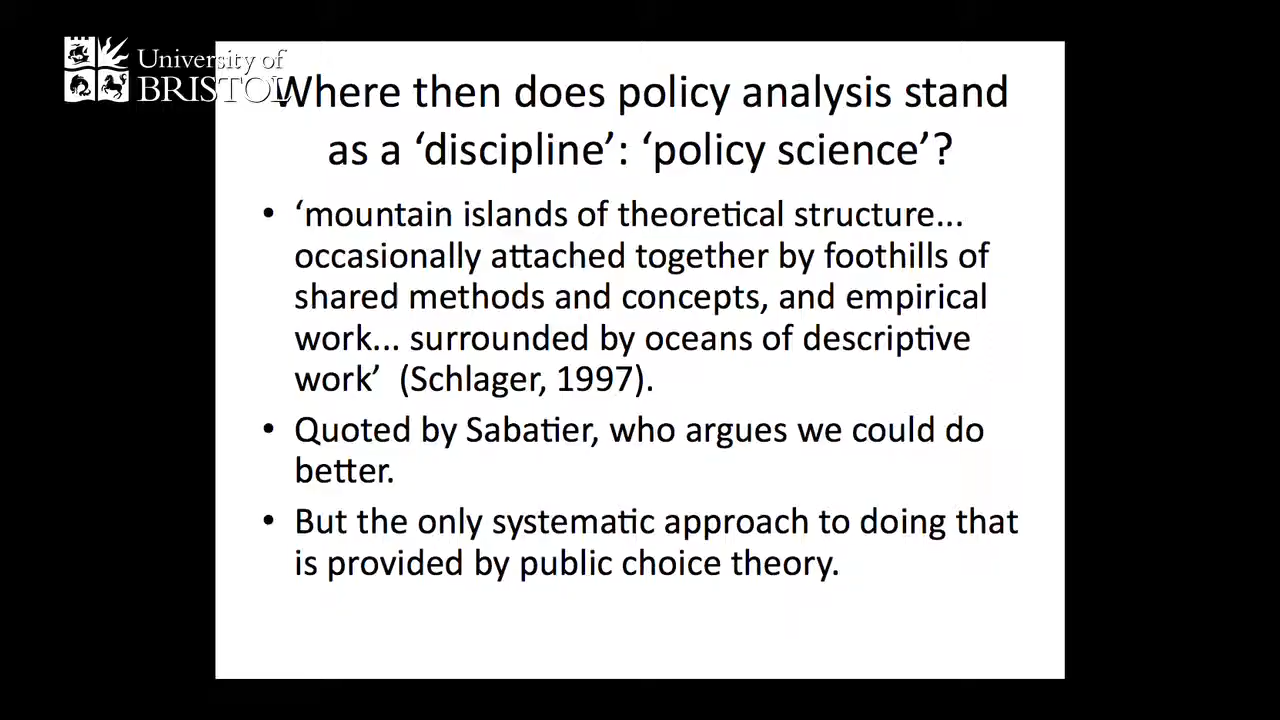 University of
BRISTOL
Where then does policy analysis stand
as a ‘discipline’: ‘policy science’?
• ‘mountain islands of theoretical structure...
occasionally attached together by foothills of
shared methods and concepts, and empirical
work... surrounded by oceans of descriptive
work’ (Schlager, 1997).
• Quoted by Sabatier, who argues we could do
better.
• But the only systematic approach to doing that
is provided by public choice theory.